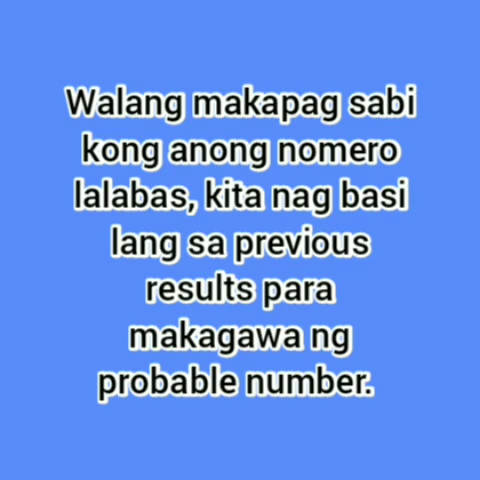 Walang makapag sabi
kong anong nomero
lalabas, kita nag basi
lang sa previous
results para
makagawa ng
probable number.